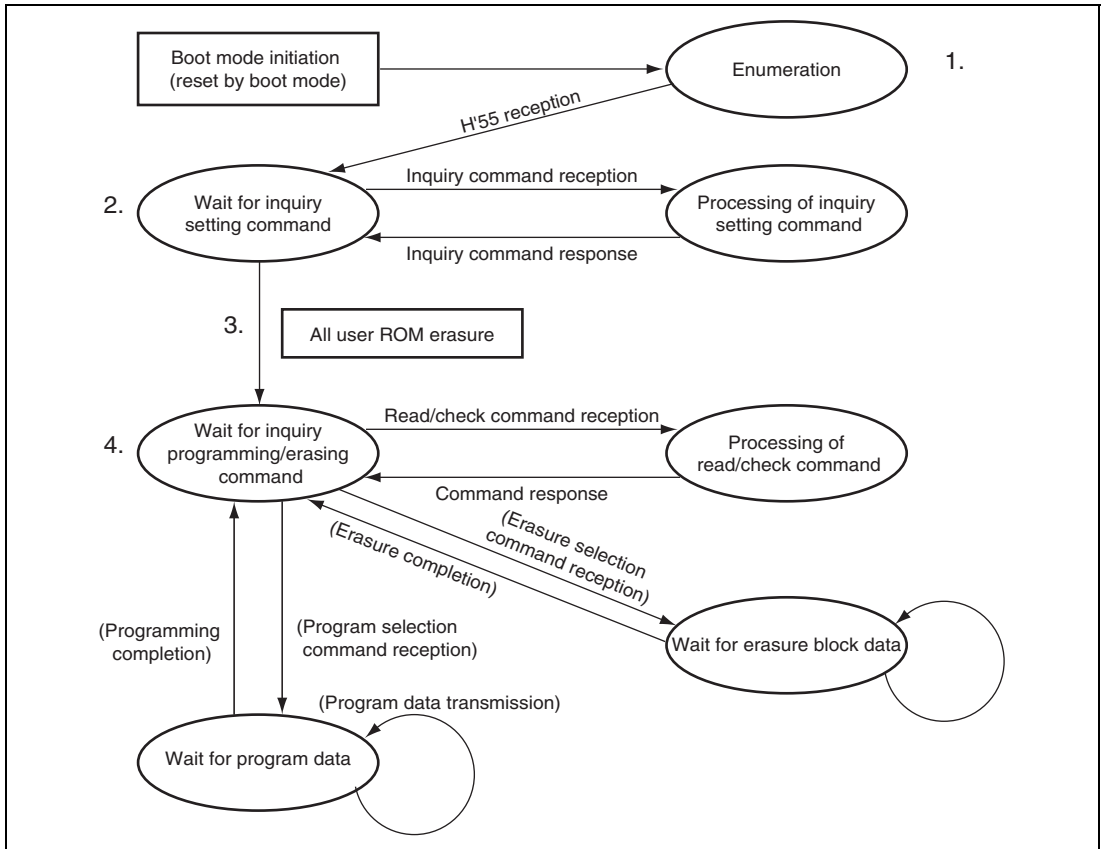 Boot mode initiation
(reset by boot mode)
Enumeration
1.
H'55 reception
2.
Wait for inquiry
setting command
Inquiry command reception
Inquiry command response
Processing of inquiry
setting command
3.
All user ROM erasure
4.
Wait for inquiry
programming/erasing
command
Read/check command reception
Command response
Processing of
read/check command
(Erasure selection
command reception)
(Erasure completion)
Wait for erasure block data
(Programming
completion)
(Program selection
command reception)
(Program data transmission)
Wait for program data